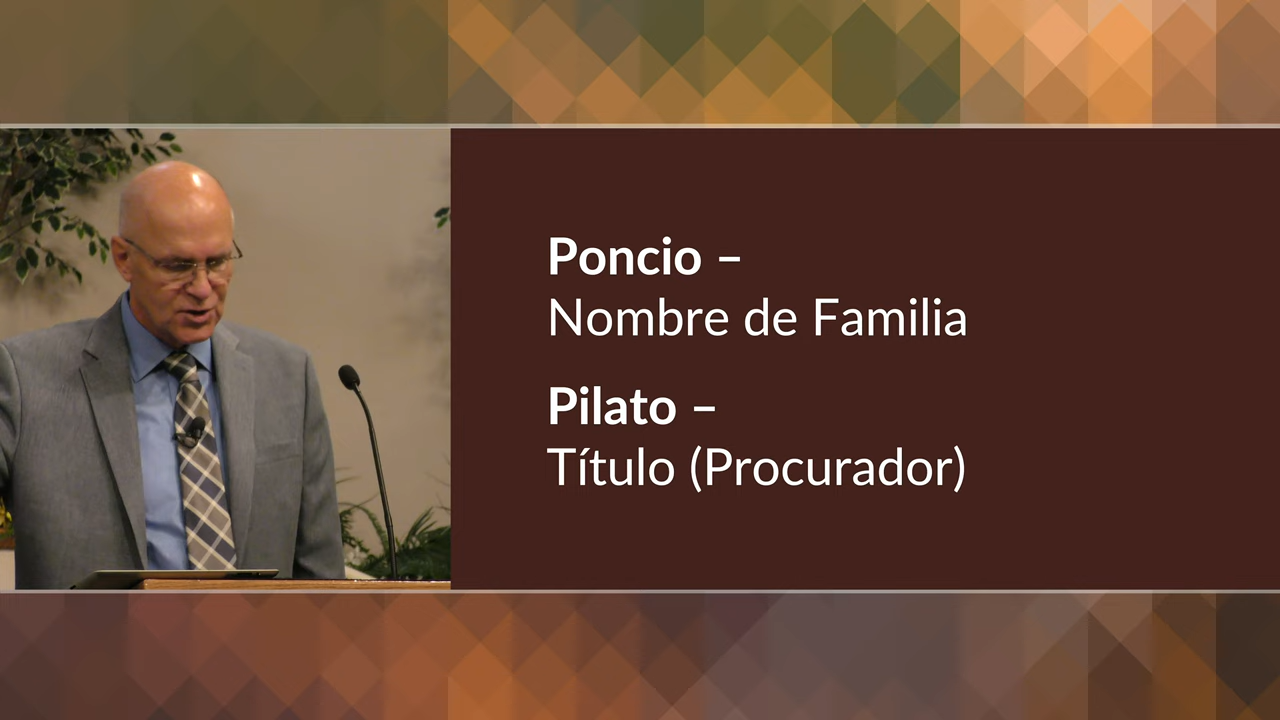 Poncio –
Nombre de Familia
Pilato –
Título (Procurador)